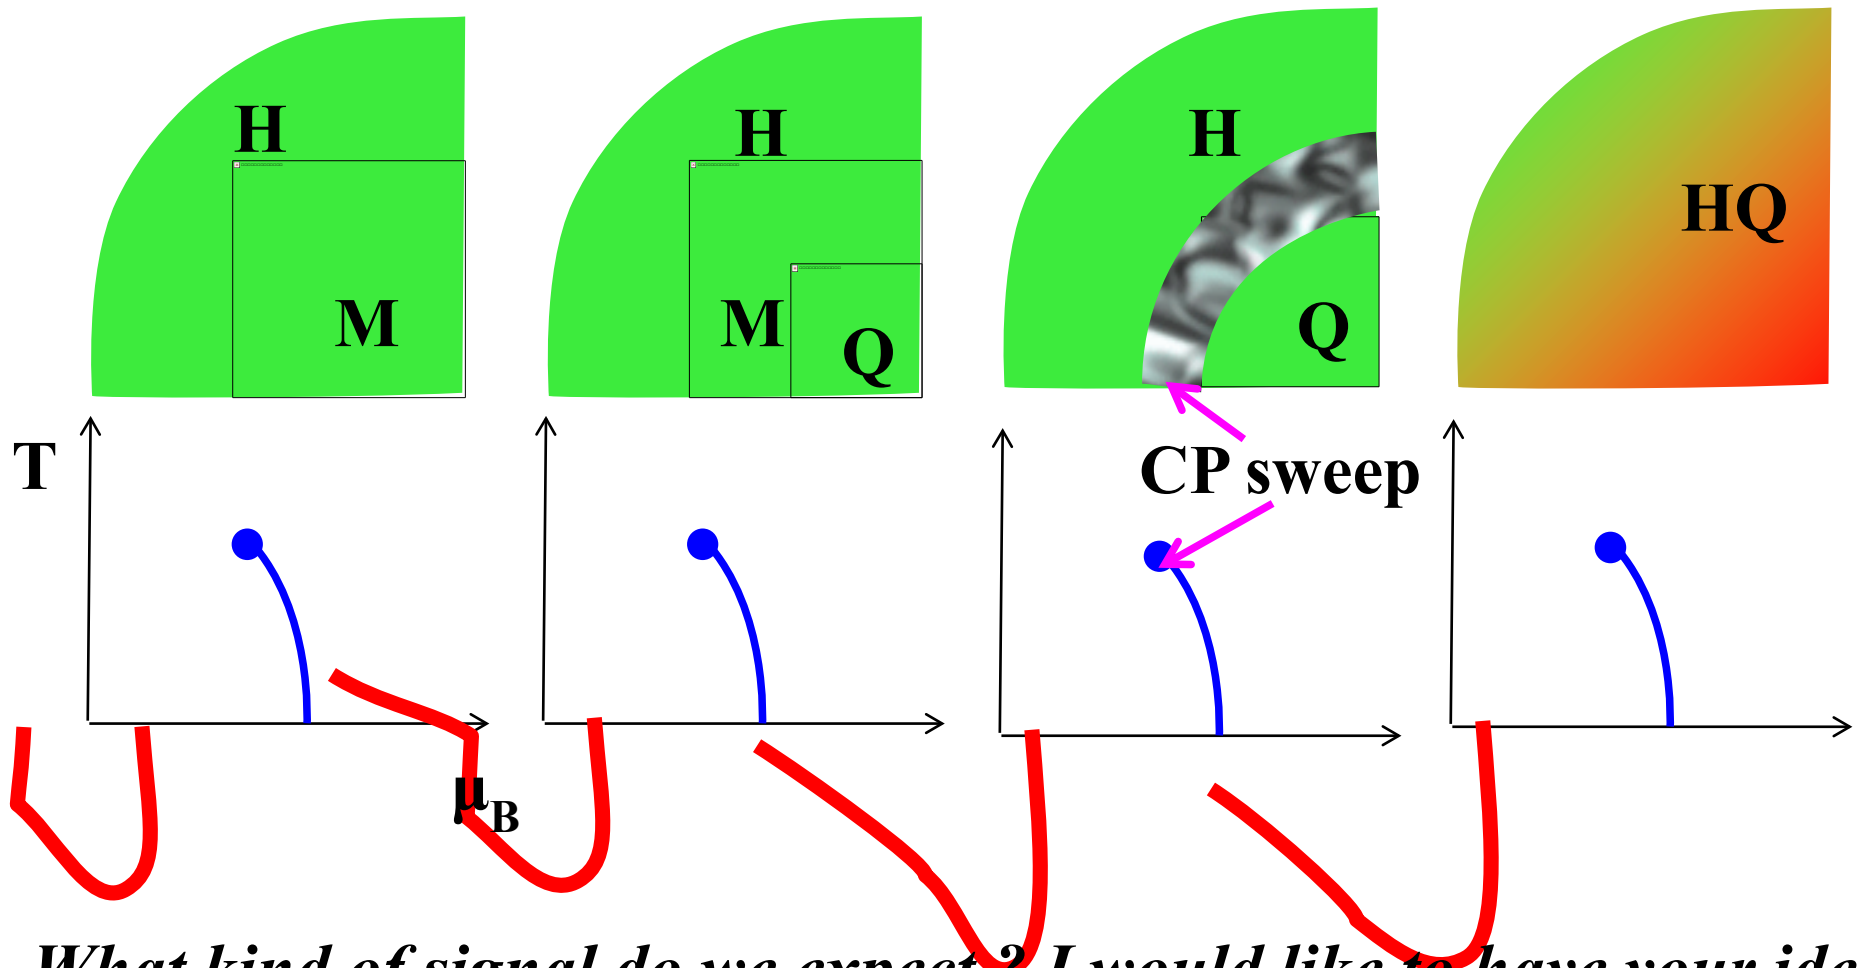 H
M
H
M
Q
H
Q
HQ
T
CP sweep
μB
What kind of signal do we expect ? I would like to have your ide